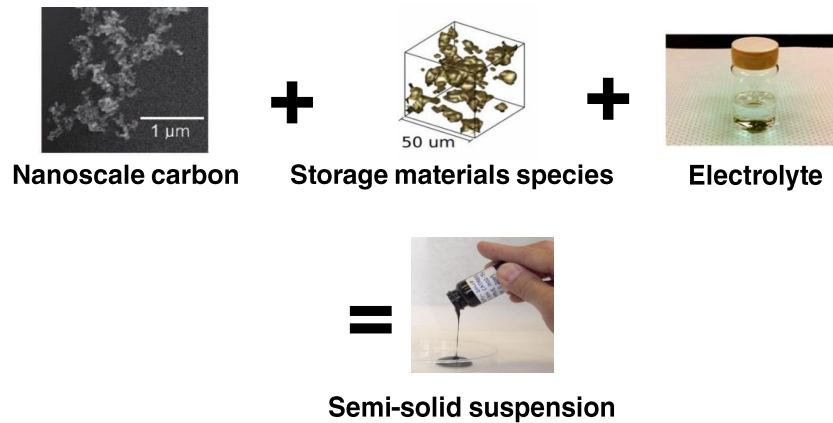 1 μm
50 um
+
+
Nanoscale carbon
Storage materials species
Electrolyte
=
Semi-solid suspension